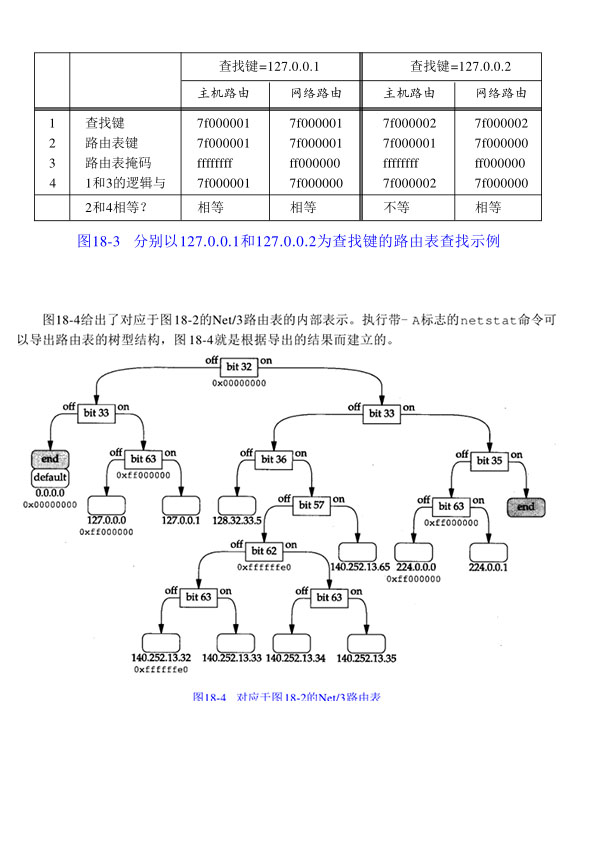 查找键=127.0.0.1 查找键=127.0.0.2
主机路由 网络路由 主机路由 网络路由
1 查找键 7f000001 7f000001 7f000002 7f000002
2 路由表键 7f000001 7f000001 7f000001 7f000000
3 路由表掩码 ffffffff ff000000 ffffffff ff000000
4 1和3的逻辑与 7f000001 7f000000 7f000002 7f000000
2和4相等? 相等 相等 不等 相等
图18-3 分别以127.0.0.1和127.0.0.2为查找键的路由表查找示例
图18-4给出了对应于图18-2的Net/3路由表的内部表示。执行带-A标志的netstat命令可
以导出路由表的树型结构，图18-4就是根据导出的结果而建立的。
off bit 32 on
0x00000000
off bit 33 on off bit 33 on
end off bit 63 on off bit 36 on off bit 35 on
default 0xff000000
0.0.0.0
0x00000000
127.0.0.0 127.0.0.1 128.32.33.5 off bit 57 on off bit 63 on end
0xff000000 0xff000000
off bit 62 on 140.252.13.65 224.0.0.0 224.0.0.1
0xffffffe0 0xff000000
off bit 63 on off bit 63 on
140.252.13.32 140.252.13.33 140.252.13.34 140.252.13.35
0xffffffe0
图18-4 对应于图18-2的Net/3路由表